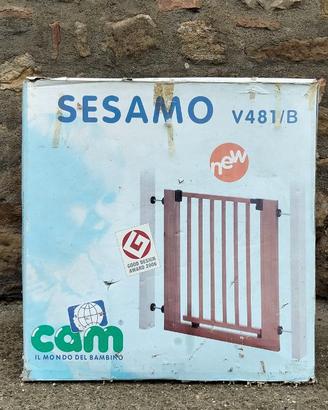 SESAMO V481/B
new
G
GOOD DESIGN
AWARD 2006
cam
IL MONDO DEL BAMBINO